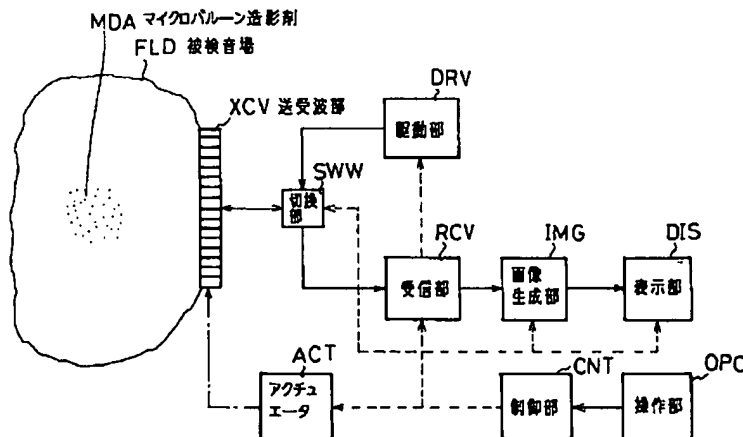 MDA マイクロバルーン造影剤
FLD 被検音場
XCV 送受波部
DRV
駆動部
SWW
切換
部
RCV
受信部
IMG
画像
生成部
DIS
表示部
ACT
アクチュ
エータ
CNT
制御部
OPC
操作部